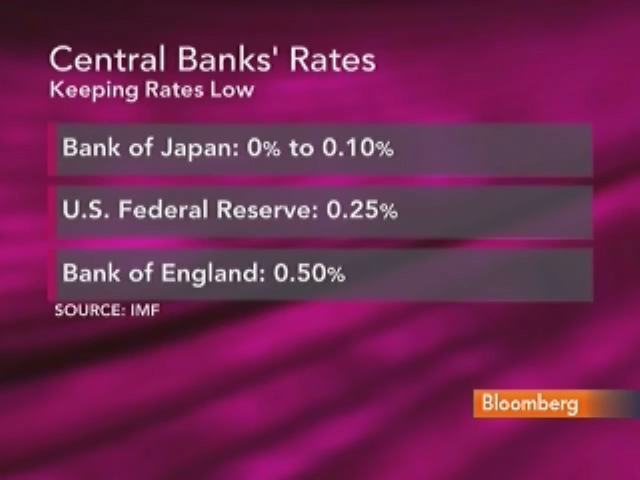 Central Banks' Rates
Keeping Rates Low
Bank of Japan: 0% to 0.10%
U.S. Federal Reserve: 0.25%
Bank of England: 0.50%
SOURCE: IMF
Bloomberg